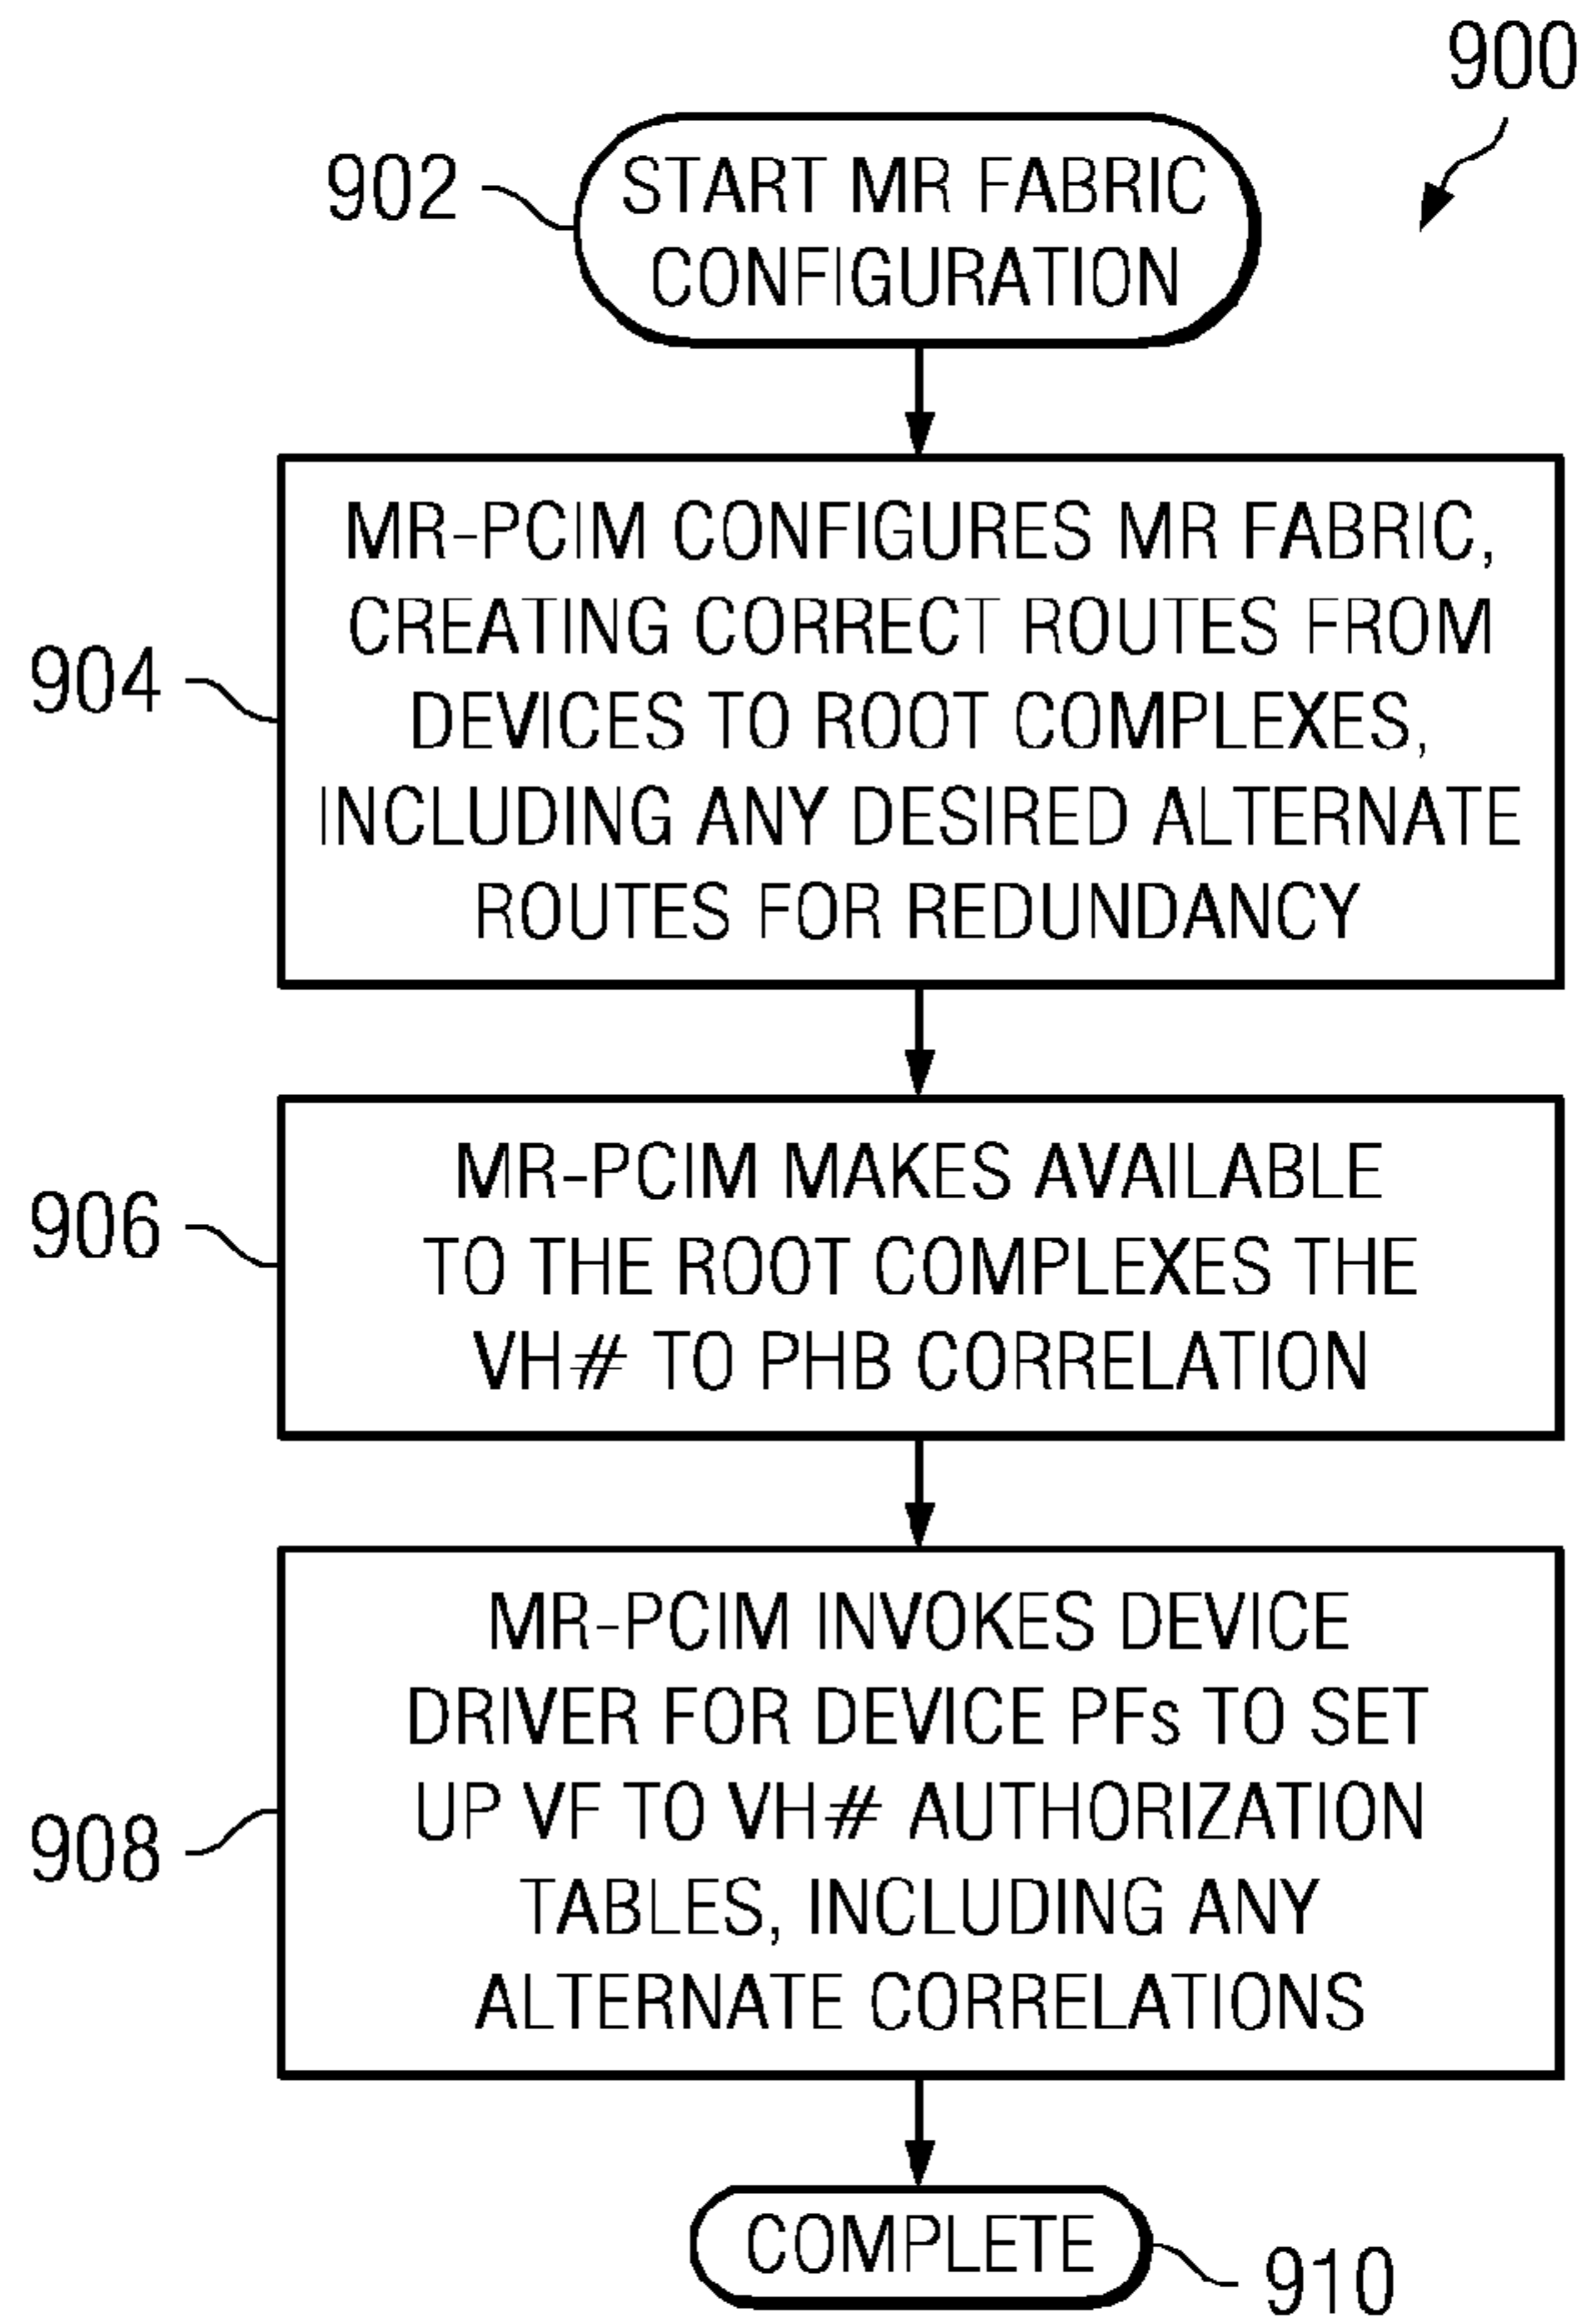 900
902
START MR FABRIC
CONFIGURATION
904
MR-PCIM CONFIGURES MR FABRIC,
CREATING CORRECT ROUTES FROM
DEVICES TO ROOT COMPLEXES,
INCLUDING ANY DESIRED ALTERNATE
ROUTES FOR REDUNDANCY
906
MR-PCIM MAKES AVAILABLE
TO THE ROOT COMPLEXES THE
VH# TO PHB CORRELATION
908
MR-PCIM INVOKES DEVICE
DRIVER FOR DEVICE PFs TO SET
UP VF TO VH# AUTHORIZATION
TABLES, INCLUDING ANY
ALTERNATE CORRELATIONS
COMPLETE
910